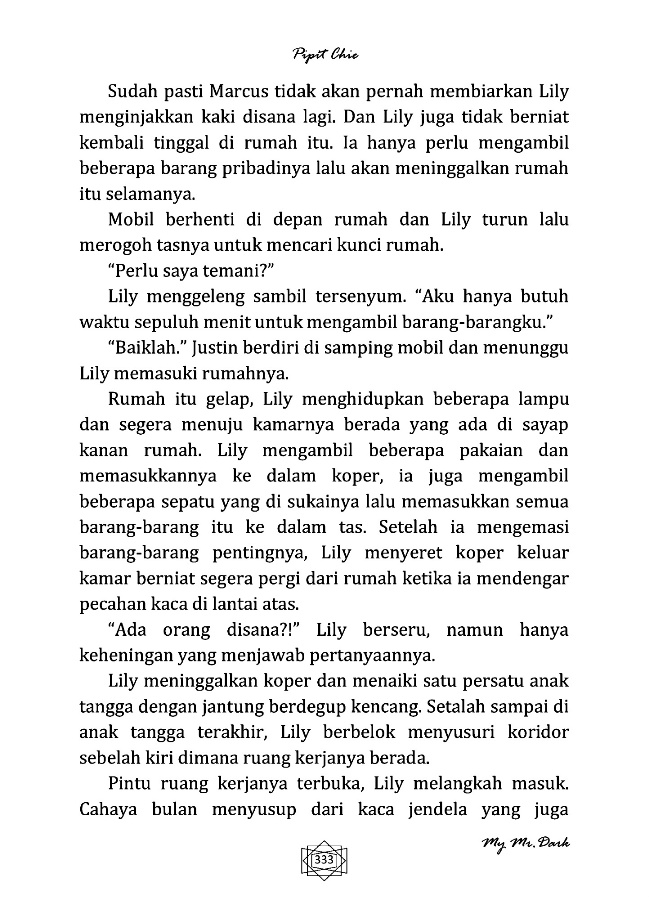 Pipit Chie
Sudah pasti Marcus tidak akan pernah membiarkan Lily
menginjakkan kaki disana lagi. Dan Lily juga tidak berniat
kembali tinggal di rumah itu. Ia hanya perlu mengambil
beberapa barang pribadinya lalu akan meninggalkan rumah
itu selamanya.
Mobil berhenti di depan rumah dan Lily turun lalu
merogoh tasnya untuk mencari kunci rumah.
“Perlu saya temani?”
Lily menggeleng sambil tersenyum. “Aku hanya butuh
waktu sepuluh menit untuk mengambil barang-barangku.”
“Baiklah.” Justin berdiri di samping mobil dan menunggu
Lily memasuki rumahnya.
Rumah itu gelap, Lily menghidupkan beberapa lampu
dan segera menuju kamarnya berada yang ada di sayap
kanan rumah. Lily mengambil beberapa pakaian dan
memasukkannya ke dalam koper, ia juga mengambil
beberapa sepatu yang di sukainya lalu memasukkan semua
barang-barang itu ke dalam tas. Setelah ia mengemasi
barang-barang pentingnya, Lily menyeret koper keluar
kamar berniat segera pergi dari rumah ketika ia mendengar
pecahan kaca di lantai atas.
“Ada orang disana?!” Lily berseru, namun hanya
keheningan yang menjawab pertanyaannya.
Lily meninggalkan koper dan menaiki satu persatu anak
tangga dengan jantung berdegup kencang. Setalah sampai di
anak tangga terakhir, Lily berbelok menyusuri koridor
sebelah kiri dimana ruang kerjanya berada.
Pintu ruang kerjanya terbuka, Lily melangkah masuk.
Cahaya bulan menyusup dari kaca jendela yang juga
My Mr. Dark
333